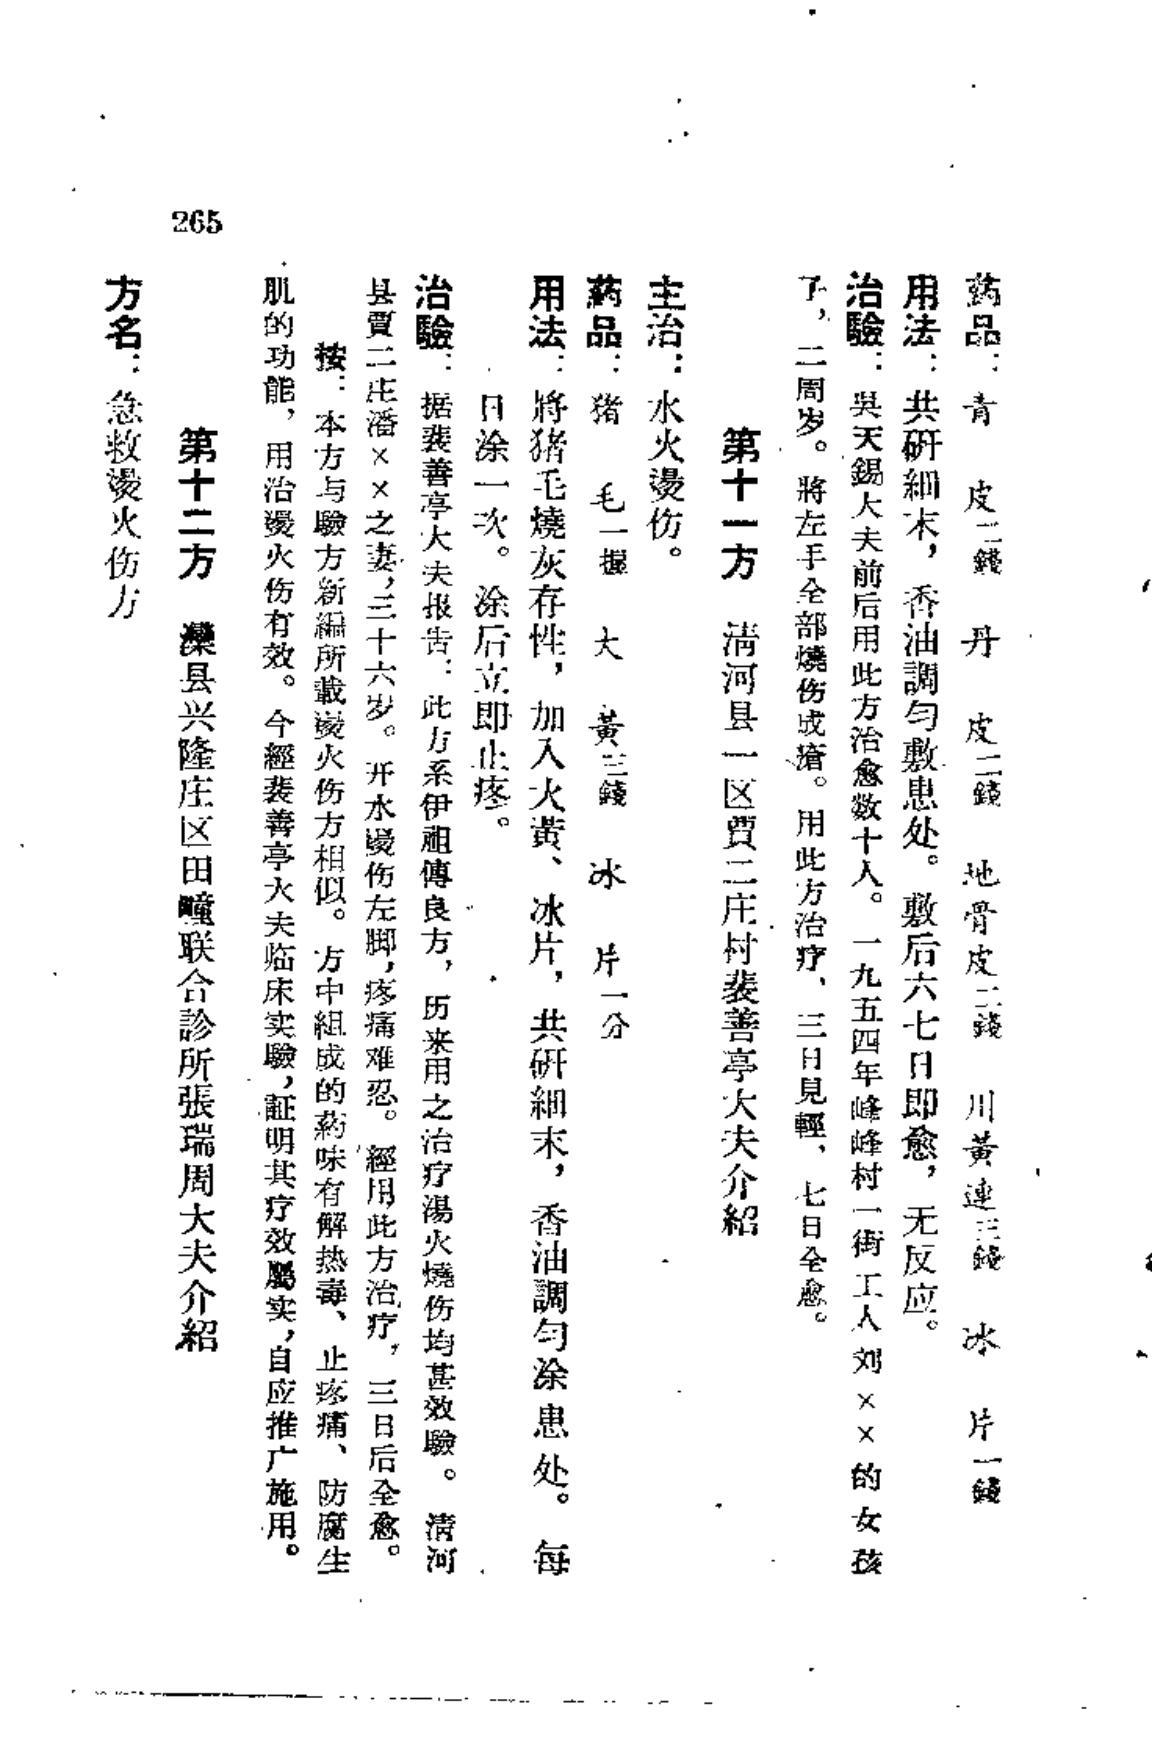 药品：青　皮二錢　丹　皮二錢　地骨皮二錢　川黃連三錢　冰　片一錢
用法：共研細末，香油調勻敷患处。敷后六七日即愈，无反应。
治驗：吳天錫大夫前后用此方治愈数十人。一九五四年峰峰村一街工人刘××的女孩
子，二周岁。將左手全部燒伤成瘡。用此方治疗、三日見輕、七日全愈。
第十一方　淸河县一区賈二庄村裴善亭大夫介紹
主治：水火燙伤。
药品：猪　毛一握　大　黃三錢　冰　片一分
用法：將猪毛燒灰存性，加入大黃、冰片，共研細末，香油調勻涂患处。每
日涂一次。涂后立即止疼。
治驗：据裴善亭大夫报告：此方系伊祖傳良方，历来用之治疗湯火燒伤均甚效驗。淸河
县賈二庄潘××之妻，三十六岁。开水燙伤左脚，疼痛难忍。經用此方治疗，三日后全愈。
按：本方与驗方新編所載燙火伤方相似。方中組成的药味有解热毒、止疼痛、防腐生
肌的功能，用治燙火伤有效。今經裴善亭大夫临床实驗，証明其疗效屬实，自应推广施用。
第十二方　灤县兴隆庄区田疃联合診所張瑞周大夫介紹
方名：急救燙火伤方
265